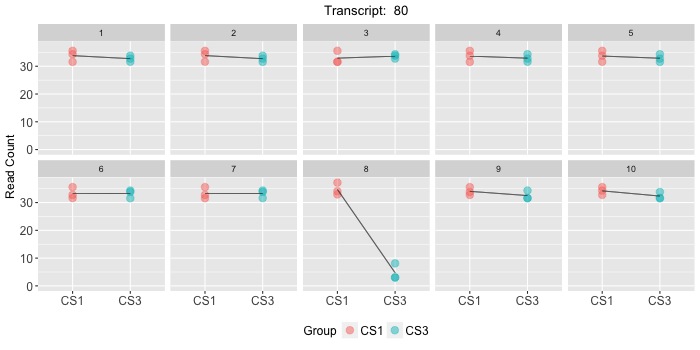 Transcript: 80
1 2 3 4 5
30
20
10
0
Read Count
6 7 8 9 10
30
20
10
0
CS1 CS3 CS1 CS3 CS1 CS3 CS1 CS3 CS1 CS3
Group CS1 CS3